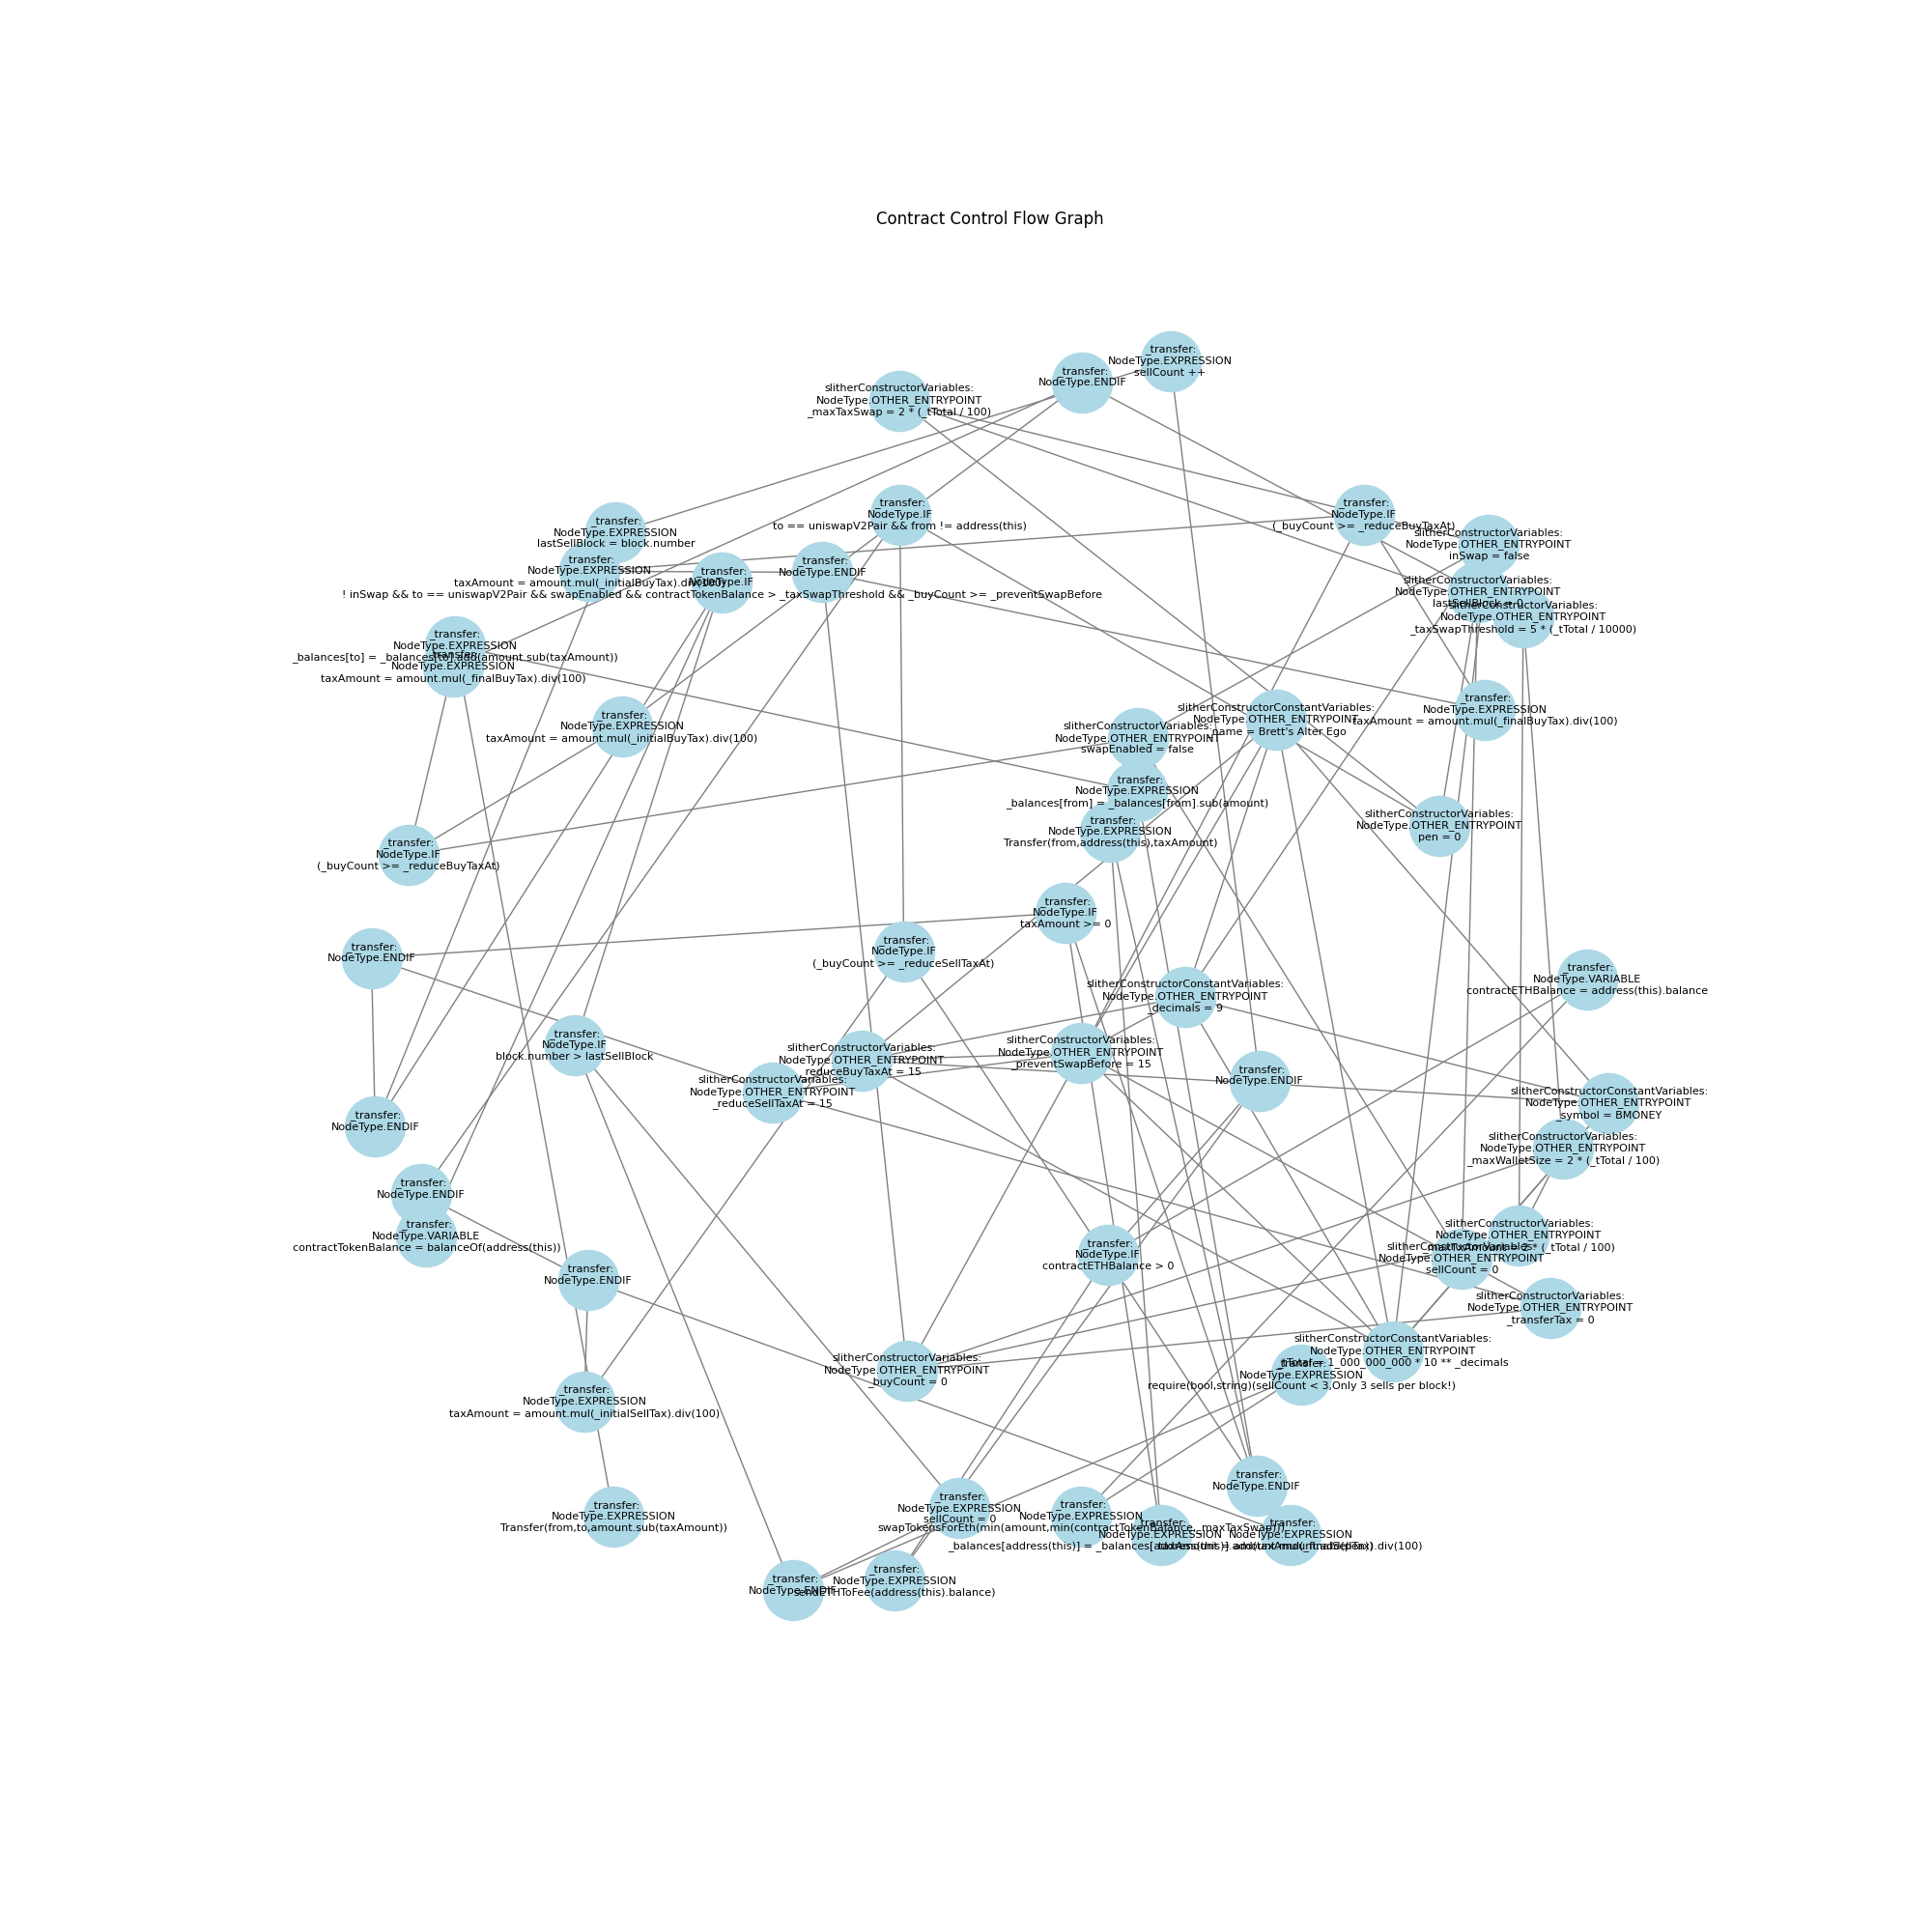 Contract Control Flow Graph
_transfer:
NodeType.EXPRESSION
sellCount ++
_transfer:
NodeType.ENDIF
slitherConstructorVariables:
NodeType.OTHER_ENTRYPOINT
_maxTaxSwap = 2 * (_tTotal / 100)
_transfer:
NodeType.IF
to == uniswapV2Pair && from != address(this)
_transfer:
NodeType.IF
(_buyCount >= _reduceBuyTaxAt)
_transfer:
NodeType.EXPRESSION
lastSellBlock = block.number
slitherConstructorVariables:
NodeType.OTHER_ENTRYPOINT
inSwap = false
_transfer:
NodeType.EXPRESSION
taxAmount = amount.mul(_initialBuyTax).div(100)
_transfer:
NodeType.IF
! inSwap && to == uniswapV2Pair && swapEnabled && contractTokenBalance > _taxSwapThreshold && _buyCount >= _preventSwapBefore
_transfer:
NodeType.ENDIF
slitherConstructorVariables:
NodeType.OTHER_ENTRYPOINT
lastSellBlock = 0
slitherConstructorVariables:
NodeType.OTHER_ENTRYPOINT
_taxSwapThreshold = 5 * (_tTotal / 10000)
_transfer:
NodeType.EXPRESSION
_balances[to] = _balances[to].add(amount.sub(taxAmount))
_transfer:
NodeType.EXPRESSION
taxAmount = amount.mul(_finalBuyTax).div(100)
_transfer:
NodeType.EXPRESSION
taxAmount = amount.mul(_initialBuyTax).div(100)
slitherConstructorVariables:
NodeType.OTHER_ENTRYPOINT
swapEnabled = false
slitherConstructorConstantVariables:
NodeType.OTHER_ENTRYPOINT
_name = Brett's Alter Ego
_transfer:
NodeType.EXPRESSION
taxAmount = amount.mul(_finalBuyTax).div(100)
_transfer:
NodeType.EXPRESSION
_balances[from] = _balances[from].sub(amount)
_transfer:
NodeType.EXPRESSION
Transfer(from,address(this),taxAmount)
slitherConstructorVariables:
NodeType.OTHER_ENTRYPOINT
pen = 0
_transfer:
NodeType.IF
(_buyCount >= _reduceBuyTaxAt)
_transfer:
NodeType.IF
taxAmount >= 0
_transfer:
NodeType.ENDIF
_transfer:
NodeType.IF
(_buyCount >= _reduceSellTaxAt)
_transfer:
NodeType.VARIABLE
contractETHBalance = address(this).balance
slitherConstructorConstantVariables:
NodeType.OTHER_ENTRYPOINT
_decimals = 9
_transfer:
NodeType.IF
block.number > lastSellBlock
slitherConstructorVariables:
NodeType.OTHER_ENTRYPOINT
_reduceBuyTaxAt = 15
slitherConstructorVariables:
NodeType.OTHER_ENTRYPOINT
_preventSwapBefore = 15
_transfer:
NodeType.ENDIF
slitherConstructorVariables:
NodeType.OTHER_ENTRYPOINT
_reduceSellTaxAt = 15
slitherConstructorConstantVariables:
NodeType.OTHER_ENTRYPOINT
_symbol = BMONEY
_transfer:
NodeType.ENDIF
slitherConstructorVariables:
NodeType.OTHER_ENTRYPOINT
_maxWalletSize = 2 * (_tTotal / 100)
_transfer:
NodeType.ENDIF
_transfer:
NodeType.VARIABLE
contractTokenBalance = balanceOf(address(this))
slitherConstructorVariables:
NodeType.OTHER_ENTRYPOINT
_maxTxAmount = 2 * (_tTotal / 100)
slitherConstructorVariables:
NodeType.OTHER_ENTRYPOINT
sellCount = 0
_transfer:
NodeType.IF
contractETHBalance > 0
_transfer:
NodeType.ENDIF
slitherConstructorVariables:
NodeType.OTHER_ENTRYPOINT
_transferTax = 0
slitherConstructorConstantVariables:
NodeType.OTHER_ENTRYPOINT
_tTotal = 1_000_000_000 * 10 ** _decimals
_transfer:
NodeType.EXPRESSION
require(bool,string)(sellCount < 3,Only 3 sells per block!)
slitherConstructorVariables:
NodeType.OTHER_ENTRYPOINT
_buyCount = 0
_transfer:
NodeType.EXPRESSION
taxAmount = amount.mul(_initialSellTax).div(100)
_transfer:
NodeType.ENDIF
_transfer:
NodeType.EXPRESSION
Transfer(from,to,amount.sub(taxAmount))
_transfer:
NodeType.EXPRESSION
sellCount = 0
_transfer:
NodeType.EXPRESSION
swapTokensForEth(min(amount,min(contractTokenBalance,_maxTaxSwap)))
_transfer:
NodeType.EXPRESSION
_balances[address(this)] =
_transfer:
NodeType.EXPRESSION
_transfer:
NodeType.ENDIF
_transfer:
NodeType.EXPRESSION
sendETHToFee(address(this).balance)